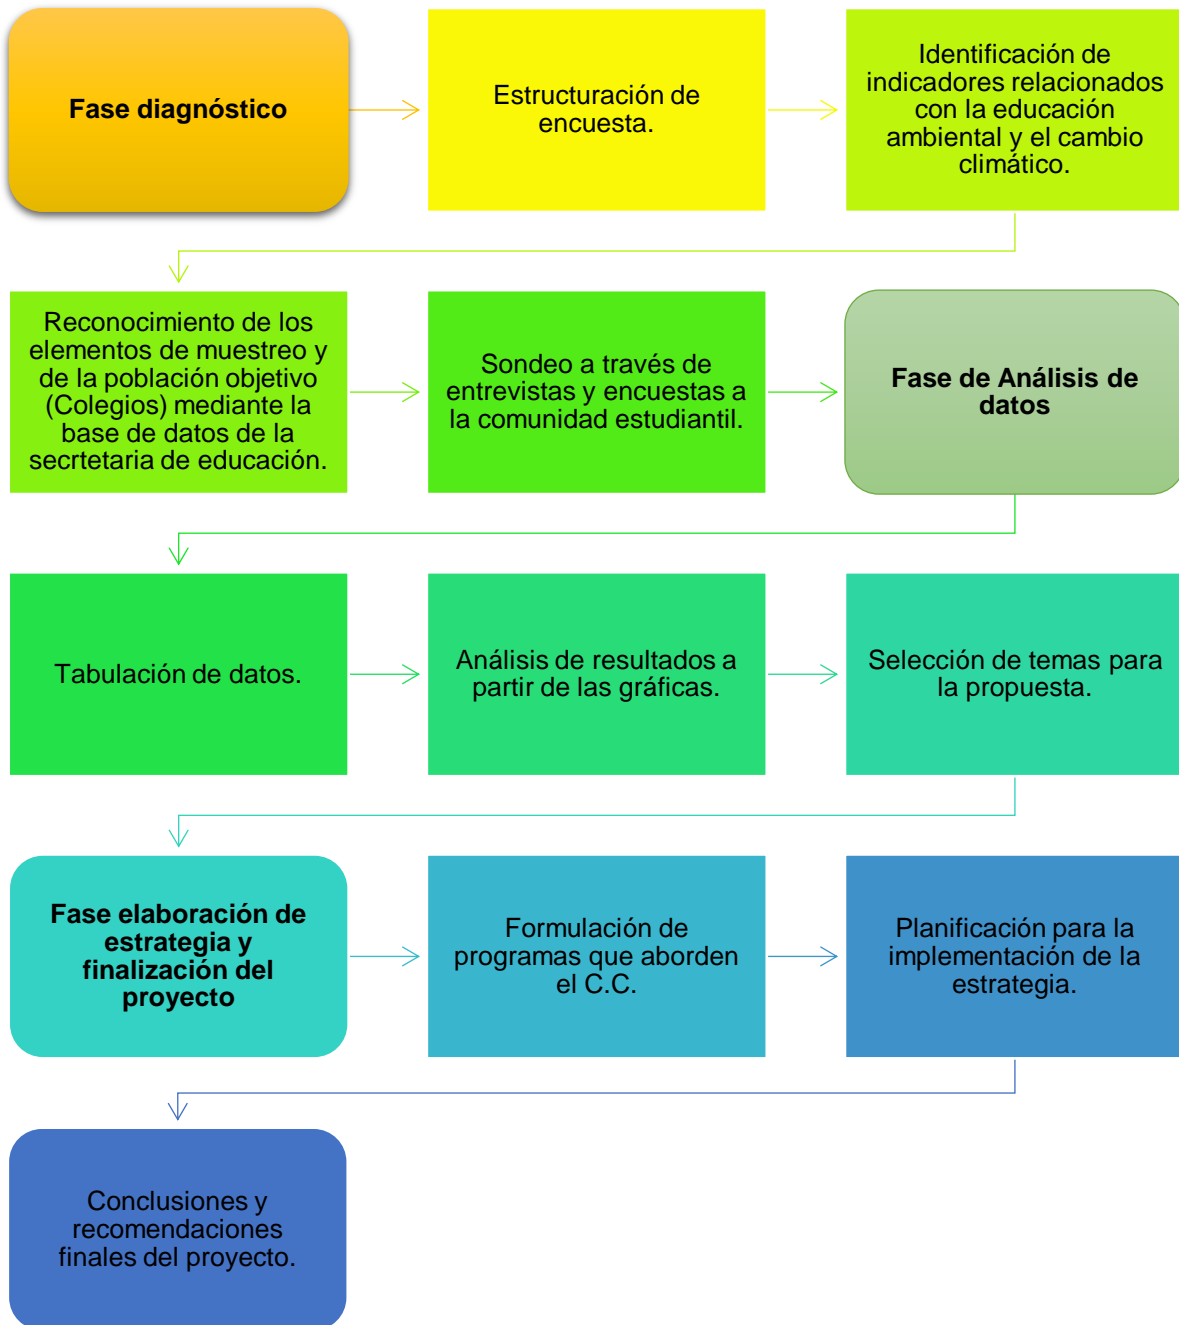 Fase diagnóstico
Estructuración de
encuesta.
Identificación de
indicadores relacionados
con la educación
ambiental y el cambio
climático.
Reconocimiento de los
elementos de muestreo y
de la población objetivo
(Colegios) mediante la
base de datos de la
secrtetaria de educación.
Sondeo a través de
entrevistas y encuestas a
la comunidad estudiantil.
Fase de Análisis de
datos
Tabulación de datos.
Análisis de resultados a
partir de las gráficas.
Selección de temas para
la propuesta.
Fase elaboración de
estrategia y
finalización del
proyecto
Formulación de
programas que aborden
el C.C.
Planificación para la
implementación de la
estrategia.
Conclusiones y
recomendaciones
finales del proyecto.